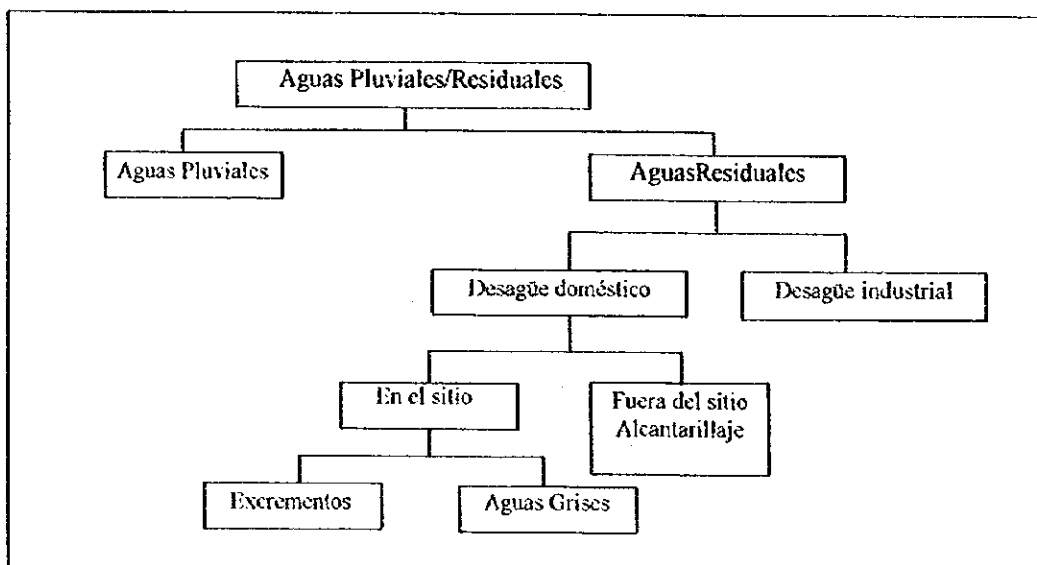 Aguas Pluviales/Residuales
Aguas Pluviales
AguasResiduales
Desagüe doméstico
Desagüe industrial
En el sitio
Fuera del sitio
Alcantarillaje
Excrementos
Aguas Grises